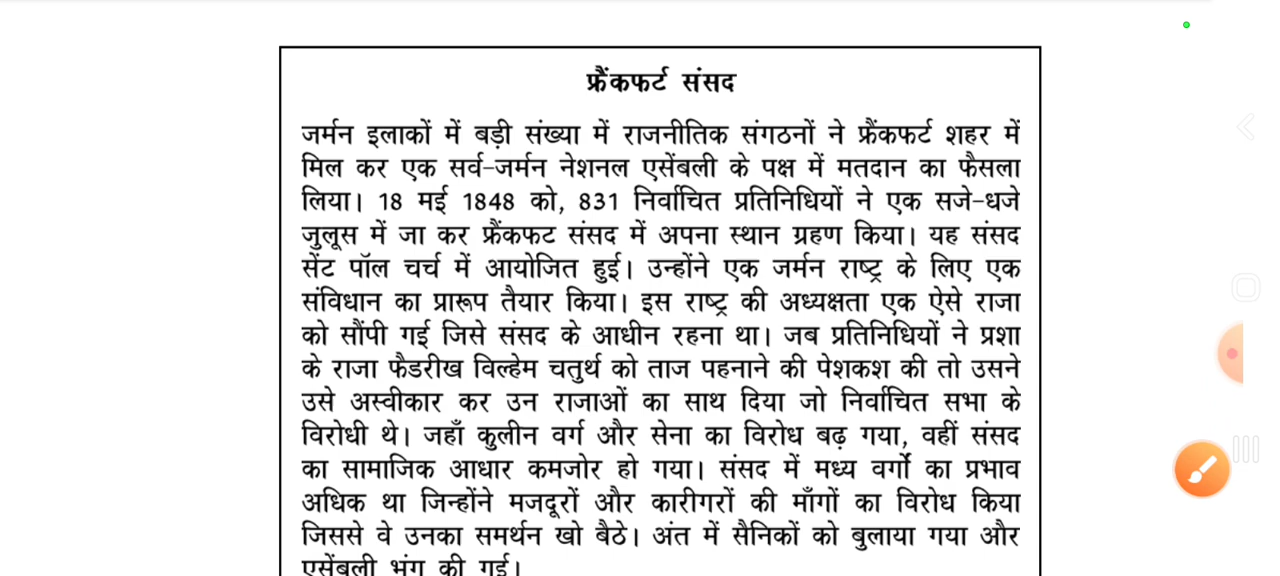 फ्रैंकफर्ट संसद
जर्मन इलाकों में बड़ी संख्या में राजनीतिक संगठनों ने फ्रैंकफर्ट शहर में
मिल कर एक सर्व-जर्मन नेशनल एसेंबली के पक्ष में मतदान का फैसला
लिया। 18 मई 1848 को, 831 निर्वाचित प्रतिनिधियों ने एक सजे-धजे
जुलूस में जा कर फ्रैंकफट संसद में अपना स्थान ग्रहण किया। यह संसद
सेंट पॉल चर्च में आयोजित हुई। उन्होंने एक जर्मन राष्ट्र के लिए एक
संविधान का प्रारूप तैयार किया। इस राष्ट्र की अध्यक्षता एक ऐसे राजा
को सौंपी गई जिसे संसद के आधीन रहना था। जब प्रतिनिधियों ने प्रशा
के राजा फैडरीख विल्हेम चतुर्थ को ताज पहनाने की पेशकश की तो उसने
उसे अस्वीकार कर उन राजाओं का साथ दिया जो निर्वाचित सभा के
विरोधी थे। जहाँ कुलीन वर्ग और सेना का विरोध बढ़ गया, वहीं संसद
का सामाजिक आधार कमजोर हो गया। संसद में मध्य वर्गों का प्रभाव
अधिक था जिन्होंने मजदूरों और कारीगरों की माँगों का विरोध किया
जिससे वे उनका समर्थन खो बैठे। अंत में सैनिकों को बुलाया गया और
एसेंबली भंग की गई।